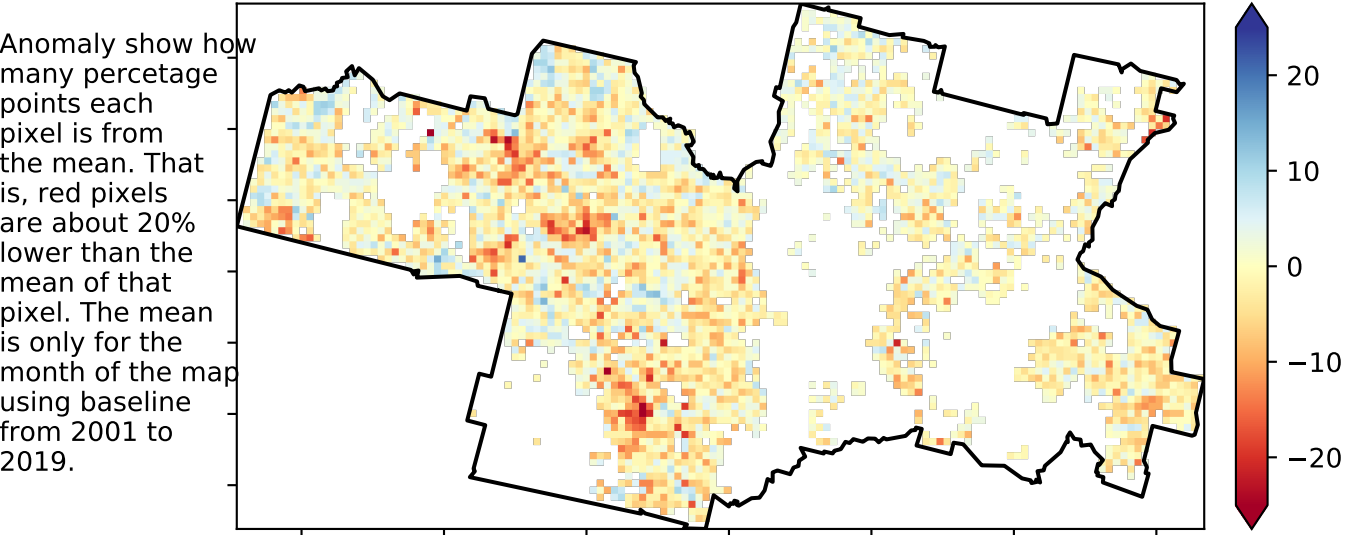 Anomaly show how
many percetage
points each
pixel is from
the mean. That
is, red pixels
are about 20%
lower than the
mean of that
pixel. The mean
is only for the
month of the map
using baseline
from 2001 to
2019.
20
10
0
−10
−20